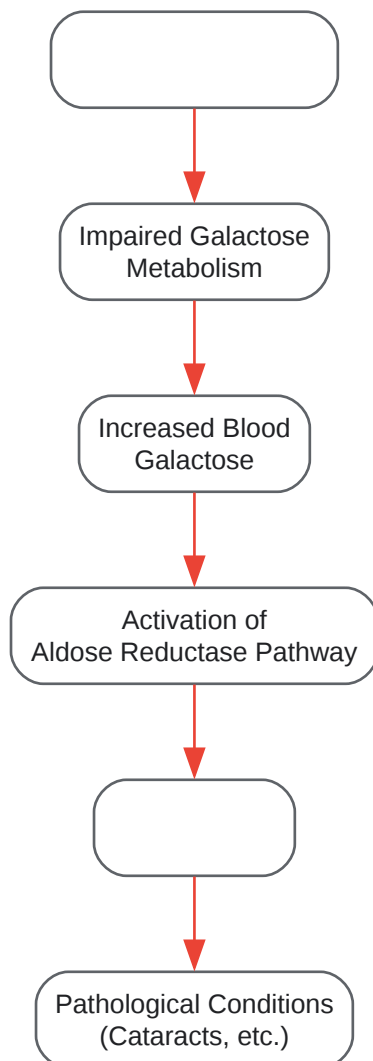 Impaired Galactose
Metabolism
Increased Blood
Galactose
Activation of
Aldose Reductase Pathway
Pathological Conditions
(Cataracts, etc.)